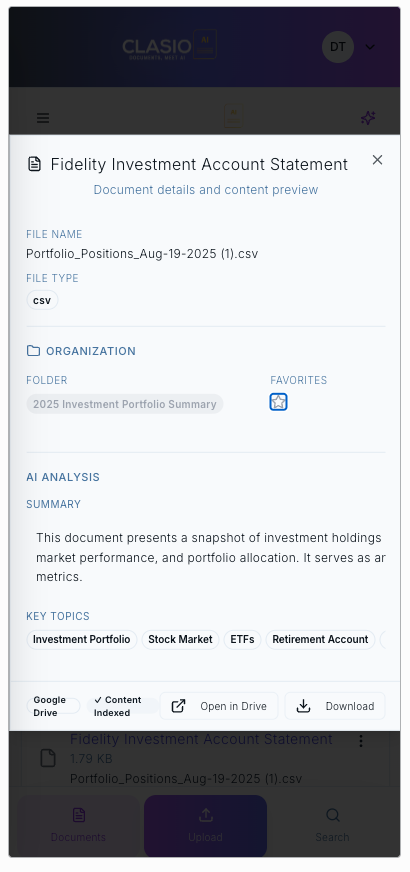 CLASIO
AI
DOCUMENTS, MEET AI
DT
Fidelity Investment Account Statement
Document details and content preview
FILE NAME
Portfolio_Positions_Aug-19-2025 (1).csv
FILE TYPE
csv
ORGANIZATION
FOLDER FAVORITES
2025 Investment Portfolio Summary
AI ANALYSIS
SUMMARY
This document presents a snapshot of investment holdings
market performance, and portfolio allocation. It serves as ar
metrics.
KEY TOPICS
Investment Portfolio Stock Market ETFs Retirement Account
Google Drive
✓ Content Indexed
Open in Drive Download
Fidelity Investment Account Statement
1.79 KB
Portfolio_Positions_Aug-19-2025 (1).csv
Documents Upload Search